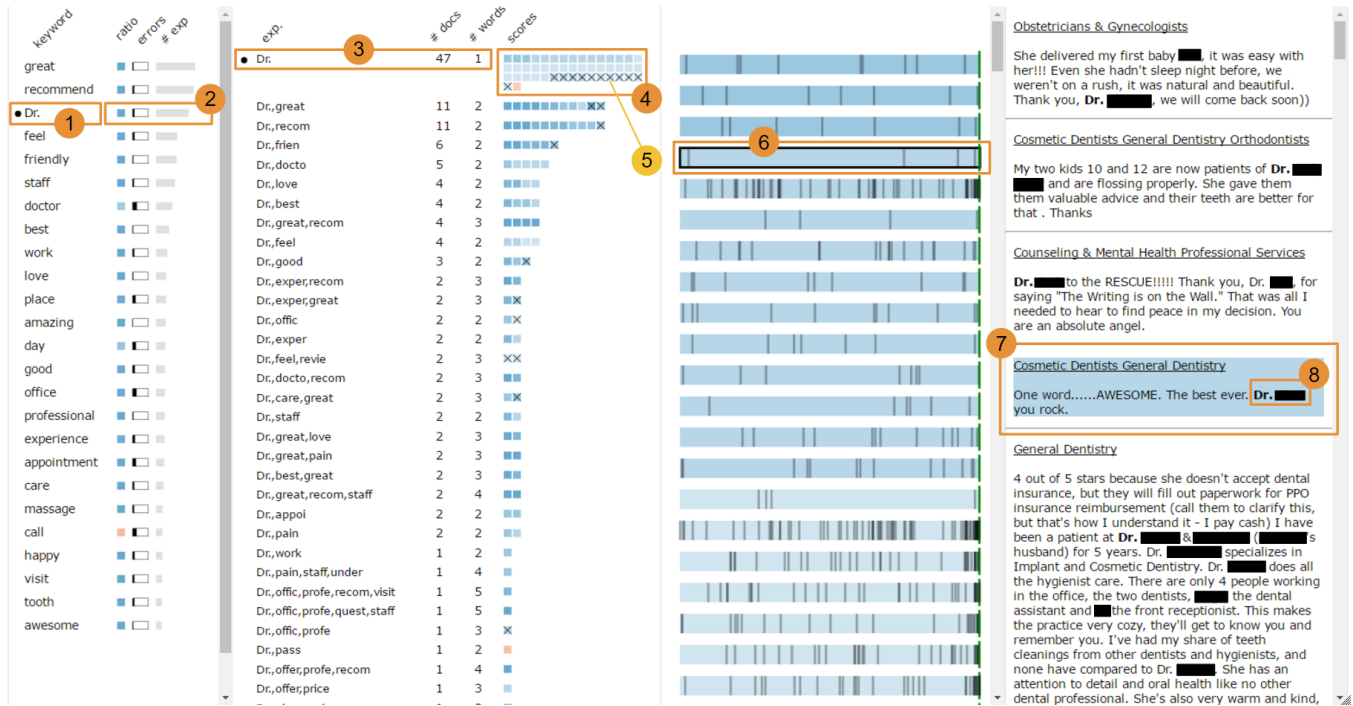 keyword ratio errors # exp
great
recommend
Dr.
feel
friendly
staff
doctor
best
work
love
place
amazing
day
good
office
professional
experience
appointment
care
massage
call
happy
visit
tooth
awesome
1
2
exp. # docs # words scores
Dr. 47 1
Dr.,great 11 2
Dr.,recom 11 2
Dr.,frien 6 2
Dr.,docto 5 2
Dr.,love 4 2
Dr.,best 4 2
Dr.,great,recom 4 3
Dr.,feel 4 2
Dr.,good 3 2
Dr.,exper,recom 2 3
Dr.,exper,great 2 3
Dr.,offic 2 2
Dr.,exper 2 2
Dr.,feel,revie 2 3
Dr.,docto,recom 2 3
Dr.,care,great 2 3
Dr.,staff 2 2
Dr.,great,love 2 3
Dr.,great,pain 2 3
Dr.,best,great 2 3
Dr.,great,recom,staff 2 4
Dr.,appoi 2 2
Dr.,pain 2 2
Dr.,work 1 2
Dr.,pain,staff,under 1 4
Dr.,offic,profe,recom,visit 1 5
Dr.,offic,profe,quest,staff 1 5
Dr.,offic,profe 1 3
Dr.,pass 1 2
Dr.,offer,profe,recom 1 4
Dr.,offer,price 1 3
3
4
5
6
Obstetricians & Gynecologists
She delivered my first baby , it was easy with
her!!! Even she hadn't sleep night before, we
weren't on a rush, it was natural and beautiful.
Thank you, Dr. , we will come back soon))
Cosmetic Dentists General Dentistry Orthodontists
My two kids 10 and 12 are now patients of Dr.
and are flossing properly. She gave them
them valuable advice and their teeth are better for
that . Thanks
Counseling & Mental Health Professional Services
Dr. to the RESCUE!!!!! Thank you, Dr. , for
saying "The Writing is on the Wall." That was all I
needed to hear to find peace in my decision. You
are an absolute angel.
7
Cosmetic Dentists General Dentistry
8
One word......AWESOME. The best ever. Dr.
you rock.
General Dentistry
4 out of 5 stars because she doesn't accept dental
insurance, but they will fill out paperwork for PPO
insurance reimbursement (call them to clarify this,
but that's how I understand it - I pay cash) I have
been a patient at Dr. & ( 's
husband) for 5 years. Dr. specializes in
Implant and Cosmetic Dentistry. Dr. does all
the hygienist care. There are only 4 people working
in the office, the two dentists, the dental
assistant and the front receptionist. This makes
the practice very cozy, they'll get to know you and
remember you. I've had my share of teeth
cleanings from other dentists and hygienists, and
none have compared to Dr. . She has an
attention to detail and oral health like no other
dental professional. She's also very warm and kind,